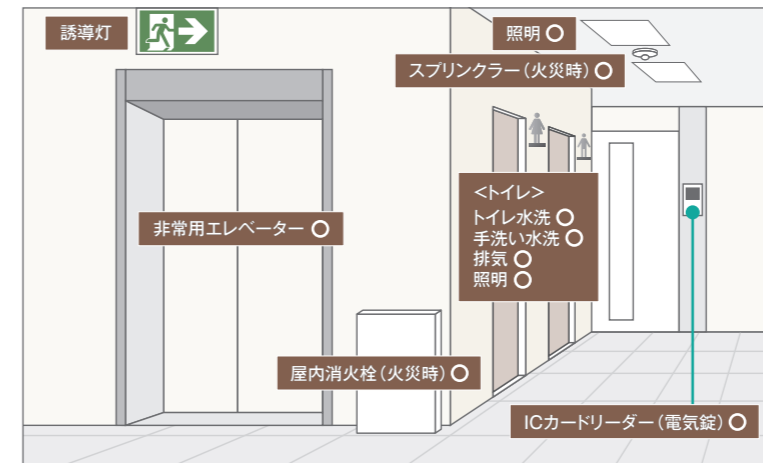 誘導灯
照明 ○
スプリンクラー（火災時）○
<トイレ>
トイレ水洗 ○
手洗い水洗 ○
排気 ○
照明 ○
非常用エレベーター ○
屋内消火栓（火災時）○
ICカードリーダー（電気錠）○